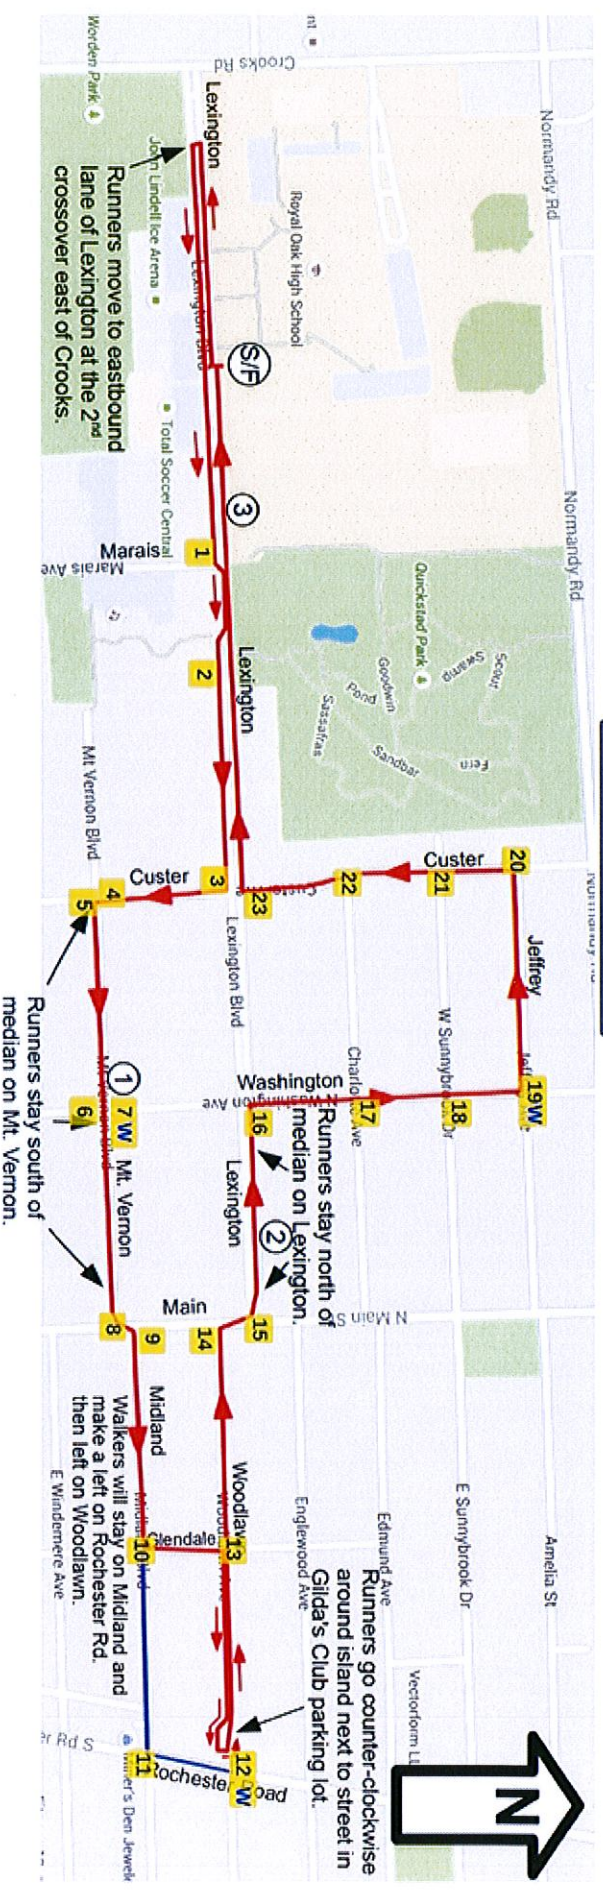 Crooks Rd
Worden Park
Lexington
John Lindell Ice Arena
Runners move to eastbound
lane of Lexington at the 2nd
crossover east of Crooks.
Royal Oak High School
Normandy Rd
Lexington Blvd
S/F
Total Soccer Central
3
Normandy Rd
Marais
1
Marais Ave
2
Lexington
Quickstad Park
Scout
Swamp
Goodwin
Pond
Sassafras
Sandbar
Fern
Mt Vernon Blvd
Custer
3
4
5
Custer
20
21
22
23
Lexington Blvd
Jeffrey
W Sunnybrook Dr
Charlotte Ave
Washington
N Washington Ave
19W
18
17
16
1
6
7 W
Mt. Vernon
Mt Vernon Blvd
Runners stay south of
median on Mt. Vernon.
Runners stay north of
median on Lexington.
Lexington
2
Main
N Main St
8
9
14
15
Midland
Walkers will stay on Midland and
make a left on Rochester Rd.
then left on Woodlawn.
E Windemere Ave
Woodlawn
Glendale
10
13
Englewood Ave
Edmund Ave
E Sunnybrook Dr
Amelia St
Runners go counter-clockwise
around island next to street in
Gilda's Club parking lot.
er Rd S
11
Rochester Road
12 W
N